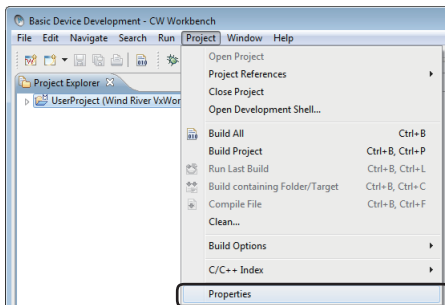 Basic Device Development - CW Workbench
File Edit Navigate Search Run Project Window Help
Project Explorer
UserProject (Wind River VxWor
Open Project
Project References
Close Project
Open Development Shell...
Build All Ctrl+B
Build Project Ctrl+B, Ctrl+P
Run Last Build Ctrl+B, Ctrl+L
Build containing Folder/Target Ctrl+B, Ctrl+C
Compile File Ctrl+B, Ctrl+F
Clean...
Build Options
C/C++ Index
Properties